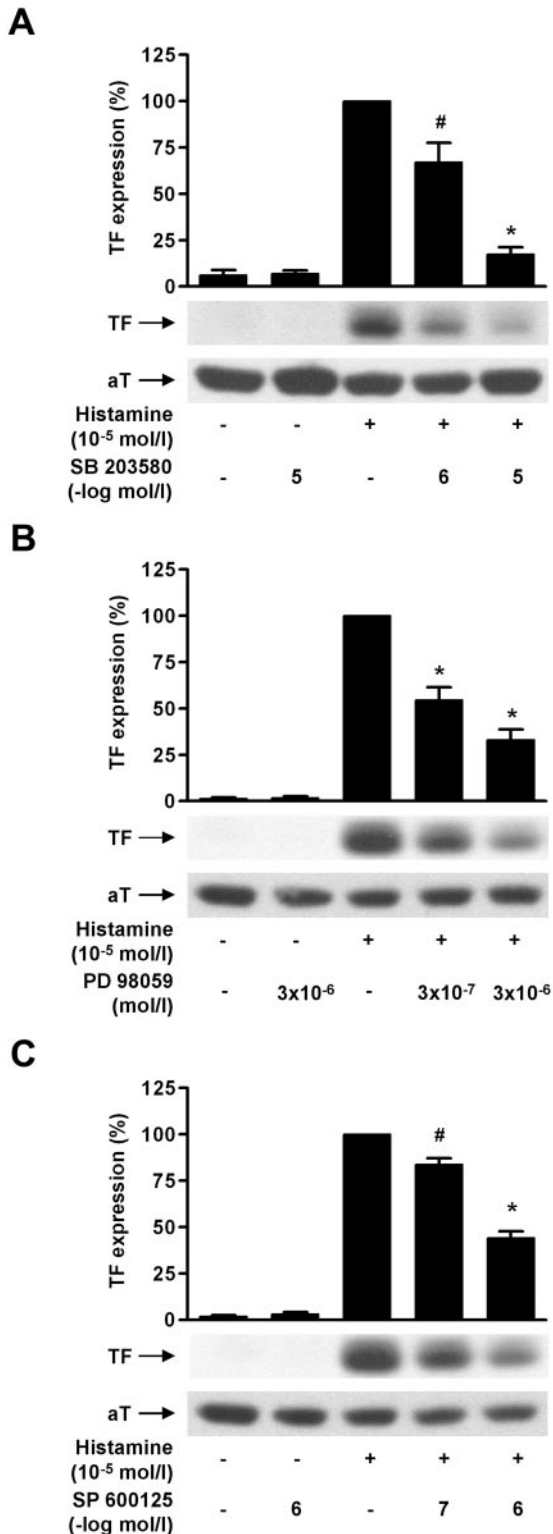 A
125
100
#
75
50
*
25
0
TF expression (%)
TF →
aT →
Histamine - - + + +
(10⁻⁵ mol/l)
SB 203580 - 5 - 6 5
(-log mol/l)
B
125
100
75
* *
50
25
0
TF expression (%)
TF →
aT →
Histamine - - + + +
(10⁻⁵ mol/l)
PD 98059 - 3x10⁻⁶ - 3x10⁻⁷ 3x10⁻⁶
(mol/l)
C
125
100
#
75
*
50
25
0
TF expression (%)
TF →
aT →
Histamine - - + + +
(10⁻⁵ mol/l)
SP 600125 - 6 - 7 6
(-log mol/l)